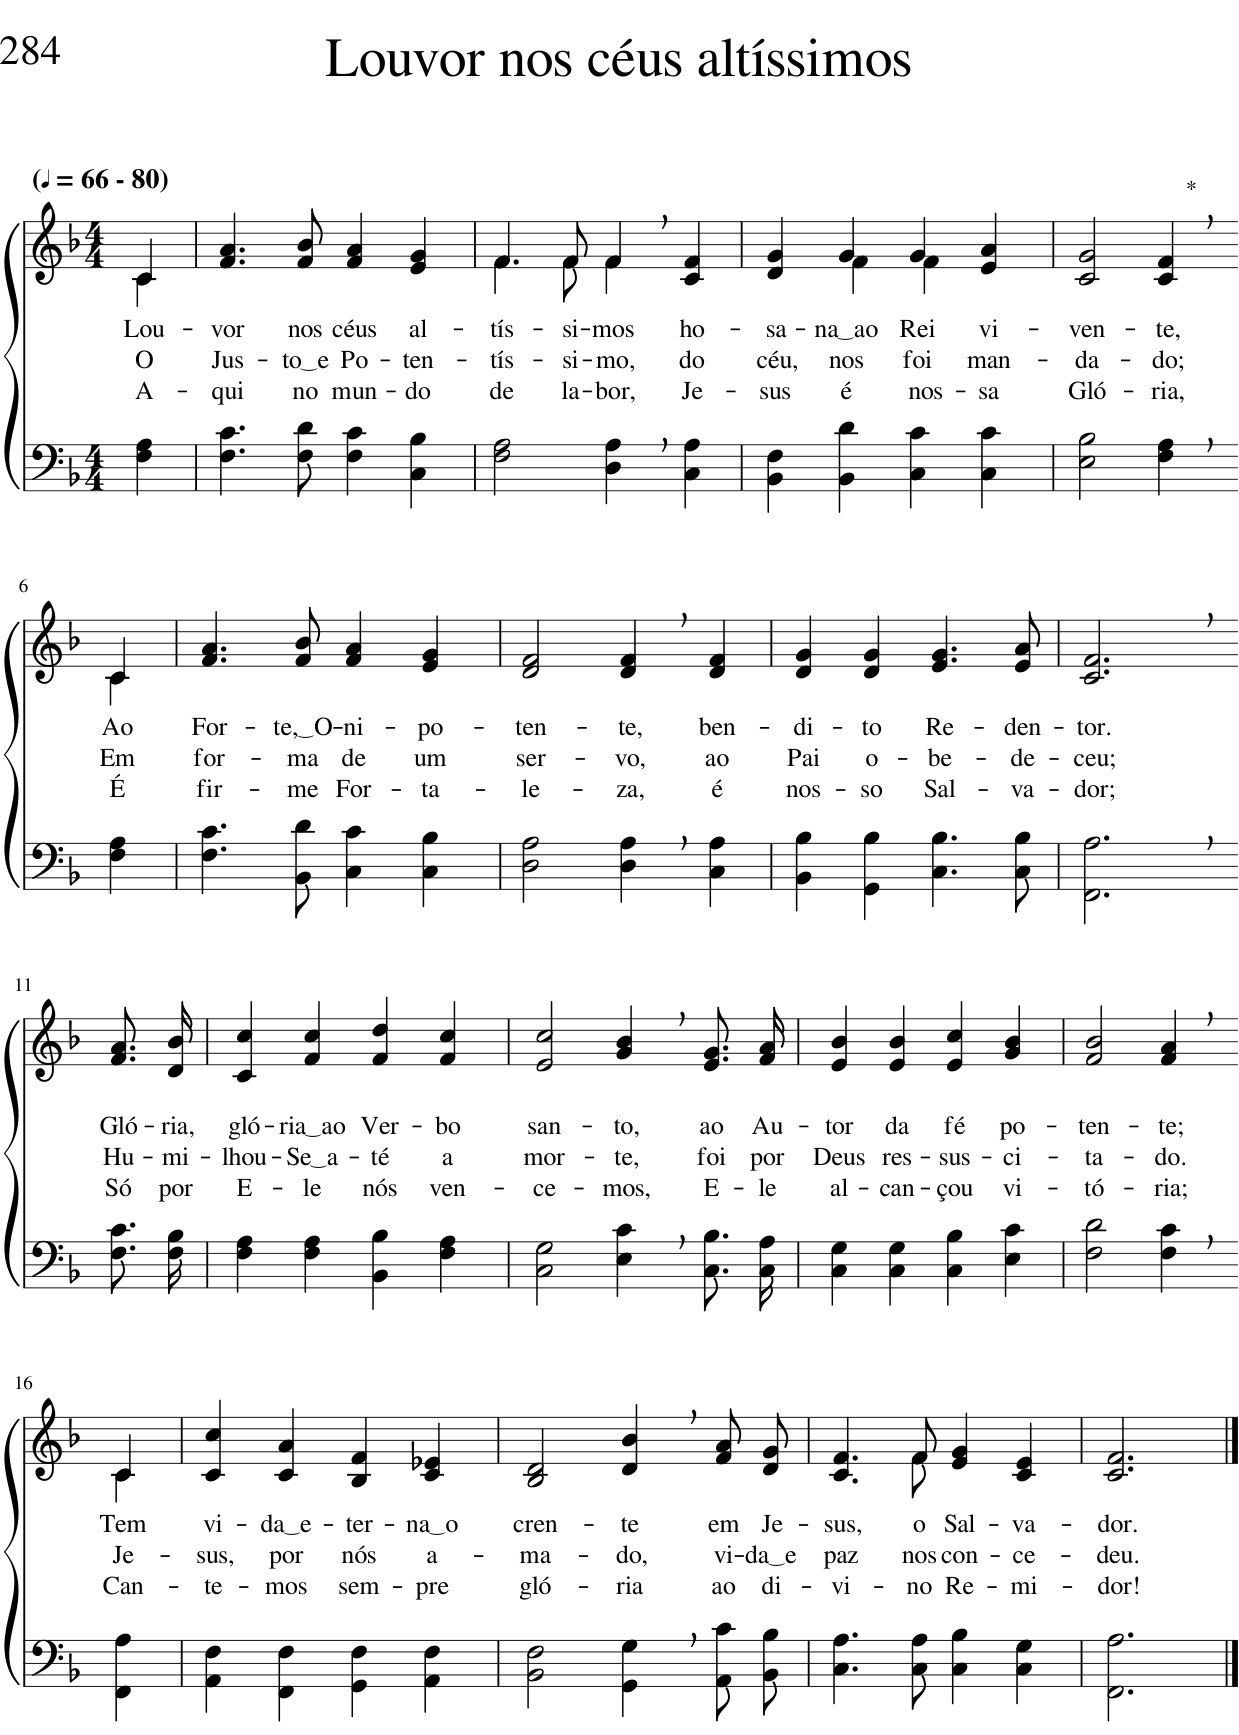 284
Louvor nos céus altíssimos
(♩ = 66 - 80)
*
4 4
Lou - vor nos céus al - tís - si - mos ho - sa - na‿ao Rei vi - ven - te,
O Jus - to‿e Po - ten - tís - si - mo, do céu, nos foi man - da - do;
A - qui no mun - do de la - bor, Je - sus é nos - sa Gló - ria,
4 4
6
Ao For - te,‿O - ni - po - ten - te, ben - di - to Re - den - tor.
Em for - ma de um ser - vo, ao Pai o - be - de - ceu;
É fir - me For - ta - le - za, é nos - so Sal - va - dor;
11
Gló - ria, gló - ria‿ao Ver - bo san - to, ao Au - tor da fé po - ten - te;
Hu - mi - lhou - Se‿a - té a mor - te, foi por Deus res - sus - ci - ta - do.
Só por E - le nós ven - ce - mos, E - le al - can - çou vi - tó - ria;
16
Tem vi - da‿e - ter - na‿o cren - te em Je - sus, o Sal - va - dor.
Je - sus, por nós a - ma - do, vi - da‿e paz nos con - ce - deu.
Can - te - mos sem - pre gló - ria ao di - vi - no Re - mi - dor!